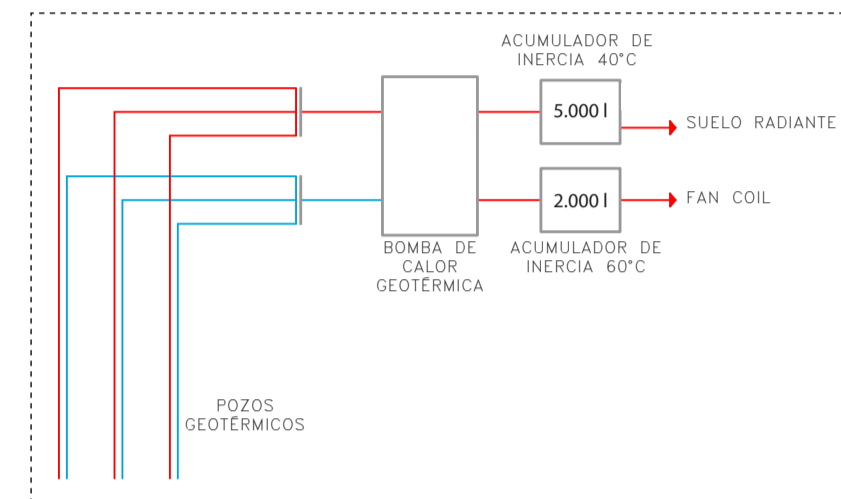 ACUMULADOR DE
INERCIA 40°C
5.000 l
SUELO RADIANTE
2.000 l
FAN COIL
BOMBA DE
CALOR
GEOTÉRMICA
ACUMULADOR DE
INERCIA 60°C
POZOS
GEOTÉRMICOS